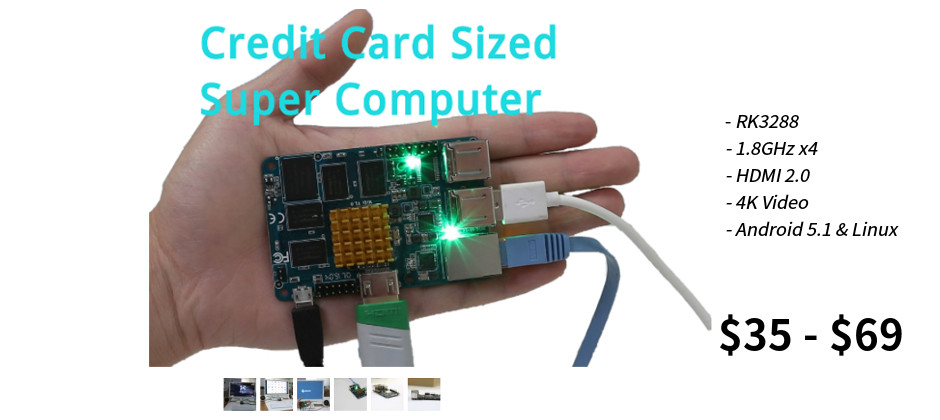 Credit Card Sized
Super Computer
- RK3288
- 1.8GHz x4
- HDMI 2.0
- 4K Video
- Android 5.1 & Linux
$35 - $69